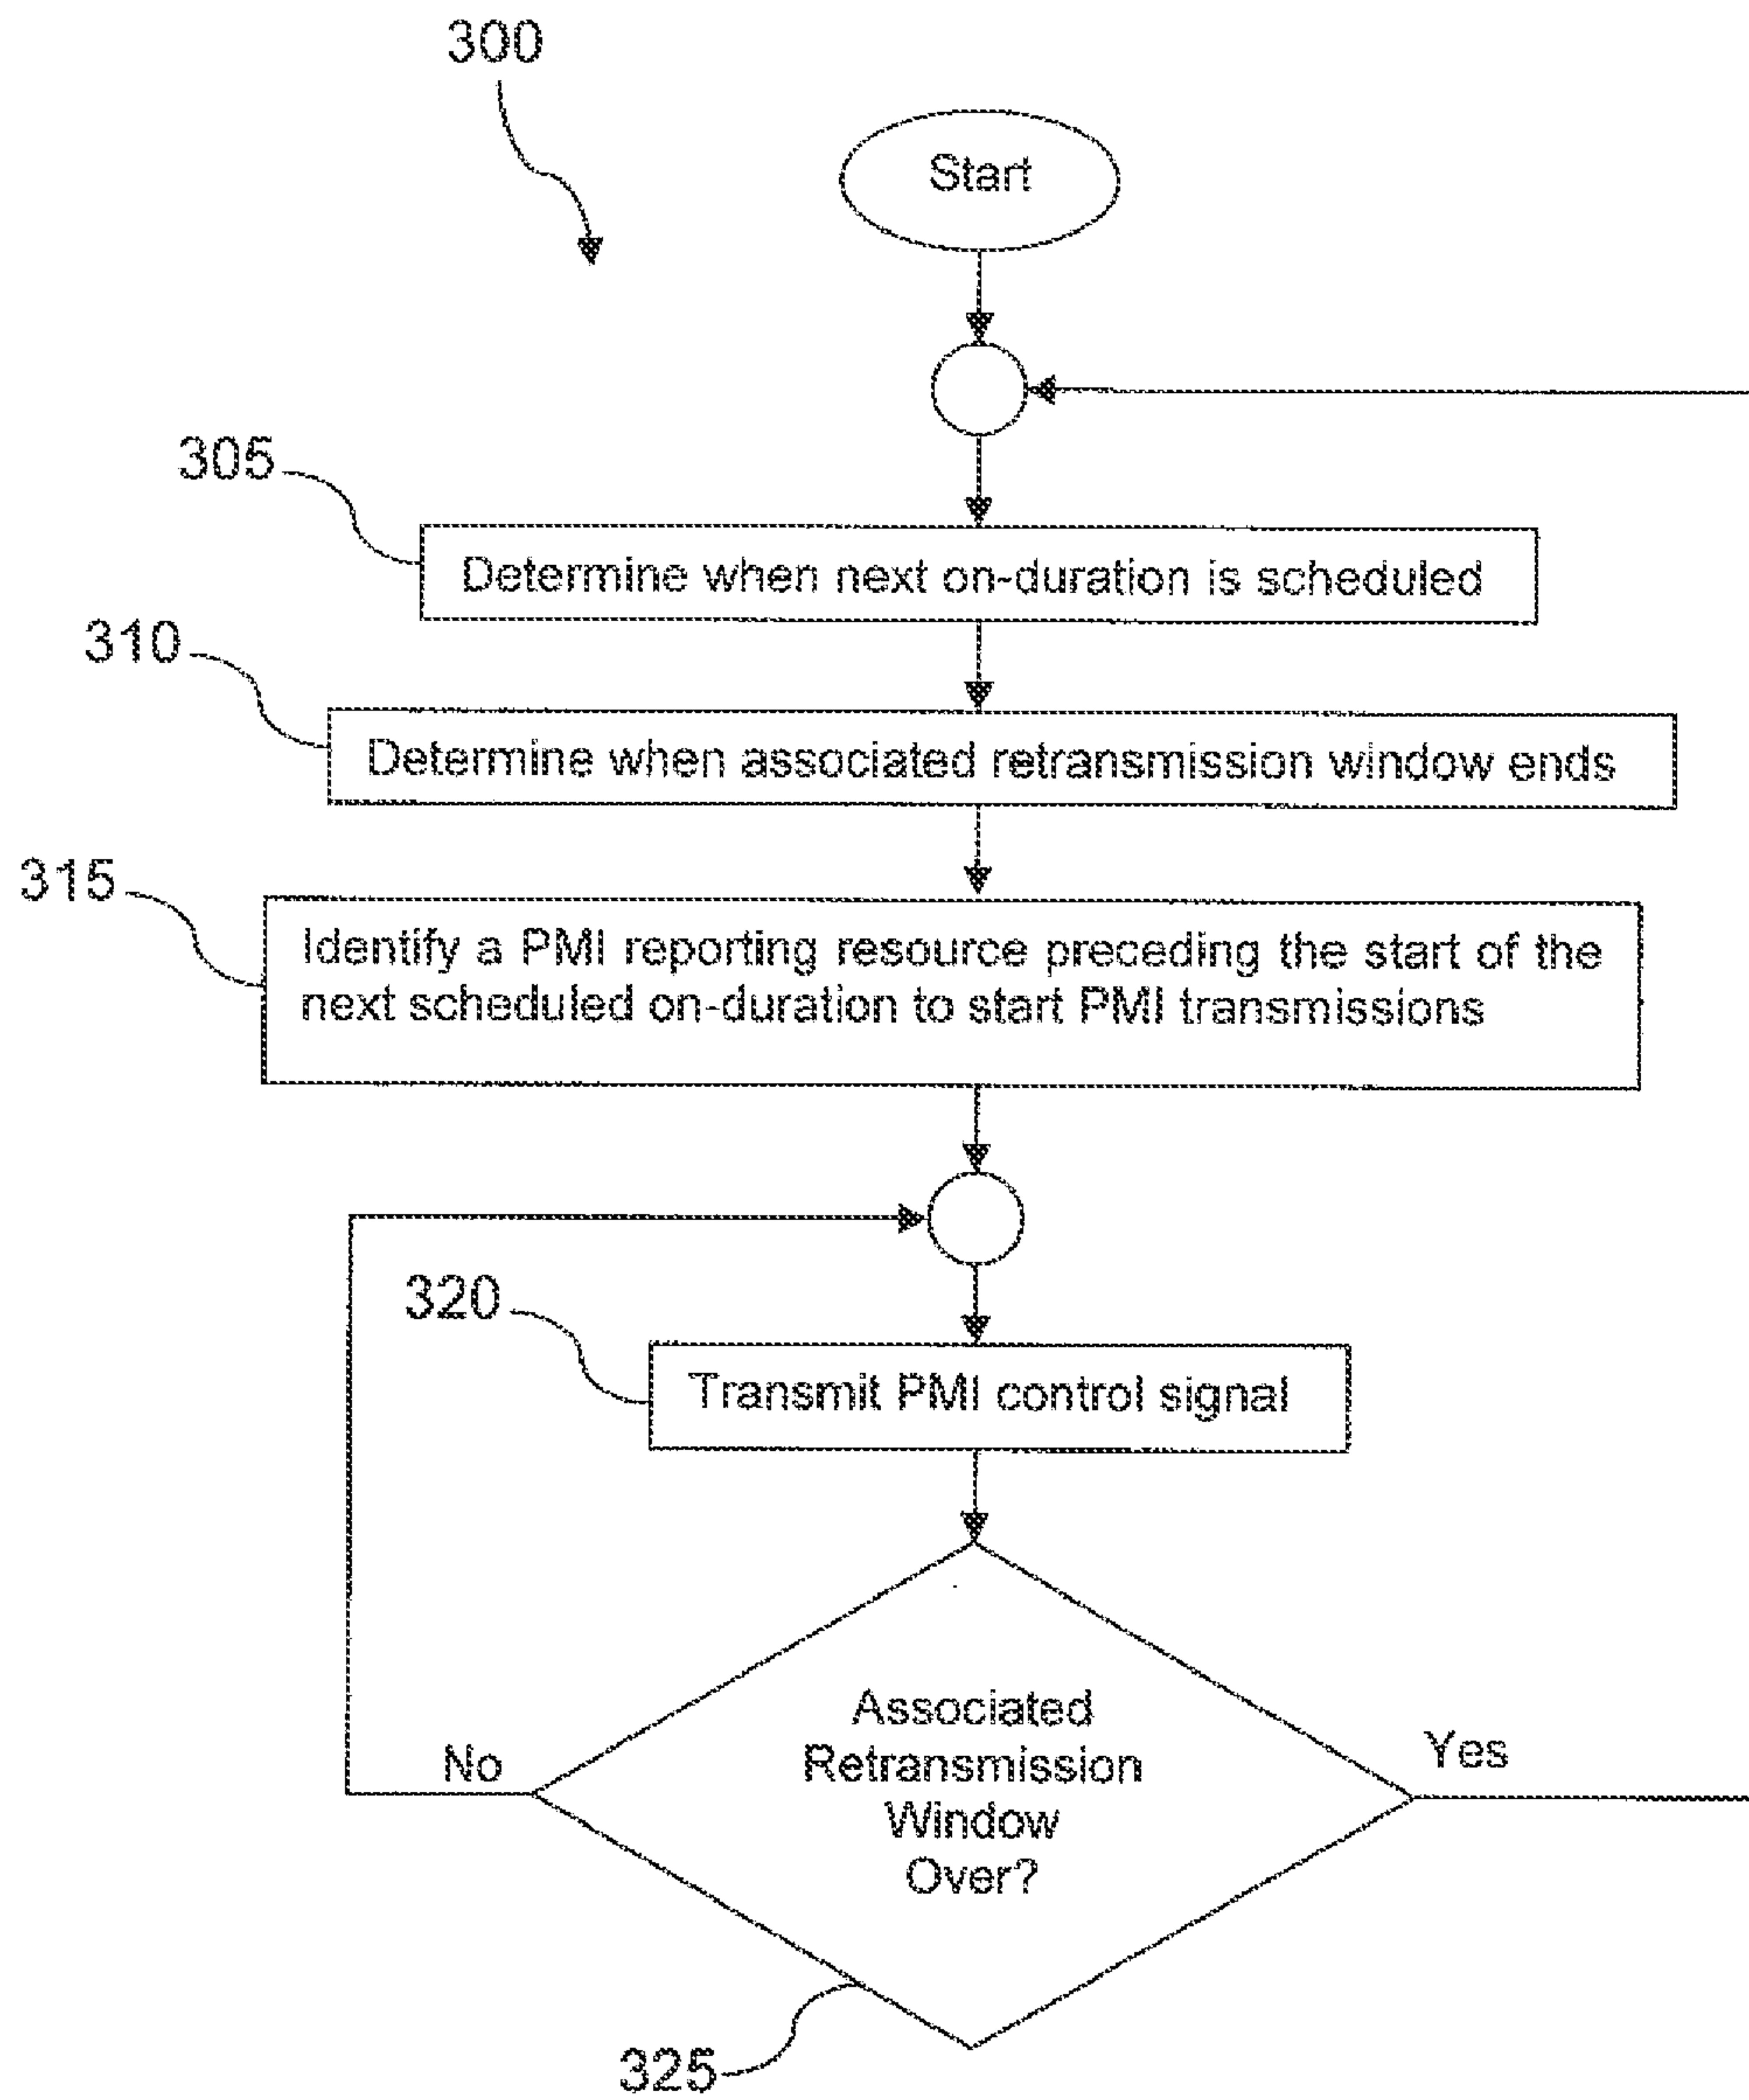 300
Start
305
Determine when next on-duration is scheduled
310
Determine when associated retransmission window ends
315
Identify a PMI reporting resource preceding the start of the
next scheduled on-duration to start PMI transmissions
320
Transmit PMI control signal
Associated
Retransmission
Window
Over?
No
Yes
325